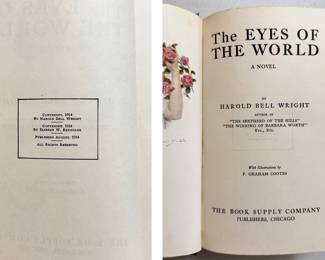 Copyright, 1914
By Harold Bell Wright
Copyright, 1914
By Elsbery W. Reynolds
Published August, 1914
All Rights Reserved
The EYES OF
THE WORLD
A NOVEL
BY
HAROLD BELL WRIGHT
AUTHOR OF
"THE SHEPHERD OF THE HILLS"
"THE WINNING OF BARBARA WORTH"
Etc., Etc.
With Illustrations by
F. GRAHAM COOTES
THE BOOK SUPPLY COMPANY
PUBLISHERS, CHICAGO